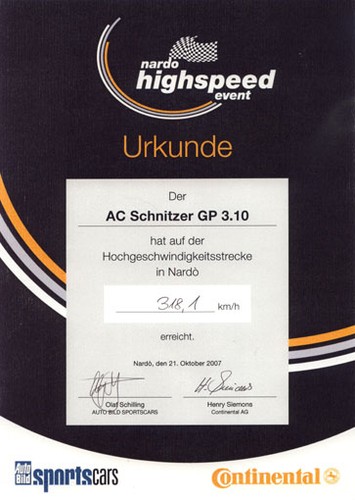 nardo
highspeed
event
Urkunde
Der
AC Schnitzer GP 3.10
hat auf der
Hochgeschwindigkeitsstrecke
in Nardò
318,1 km/h
erreicht.
Nardò, den 21. Oktober 2007
Olaf Schilling
AUTO BILD SPORTSCARS
Henry Siemons
Continental AG
Auto
Bild sportscars
Continental